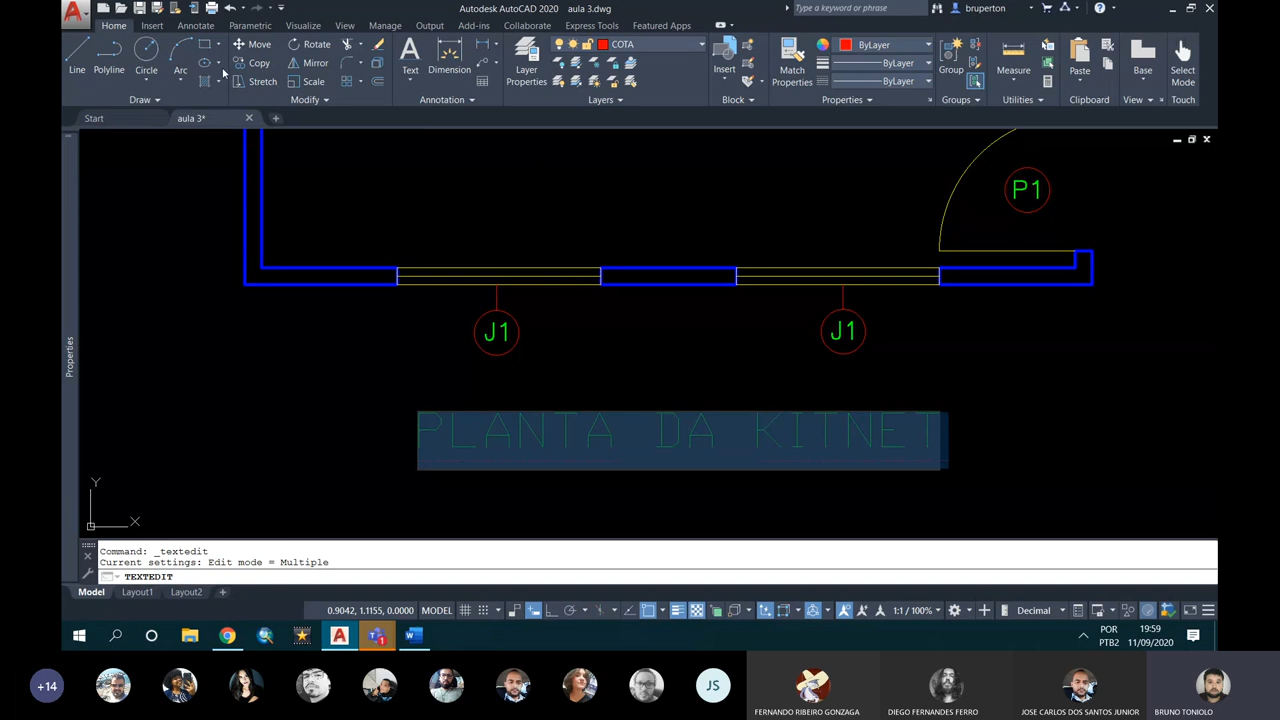 Autodesk AutoCAD 2020 aula 3.dwg
Type a keyword or phrase
bruperton
Home Insert Annotate Parametric Visualize View Manage Output Add-ins Collaborate Express Tools Featured Apps
Line Polyline Circle Arc
Move Rotate
Copy Mirror
Stretch Scale
Text Dimension
Layer Properties
COTA
Insert
Match Properties
ByLayer
ByLayer
ByLayer
Group
Measure
Paste
Base
Select Mode
Draw Modify Annotation Layers Block Properties Groups Utilities Clipboard View Touch
Start aula 3*
P1
J1 J1
PLANTA DA KITNET
Y
X
Properties
Command: _textedit
Current settings: Edit mode = Multiple
TEXTEDIT
Model Layout1 Layout2
0.9042, 1.1155, 0.0000 MODEL 1:1 / 100% Decimal
POR
PTB2
19:59
11/09/2020
+14
JS
FERNANDO RIBEIRO GONZAGA
DIEGO FERNANDES FERRO
JOSE CARLOS DOS SANTOS JUNIOR
BRUNO TONIOLO